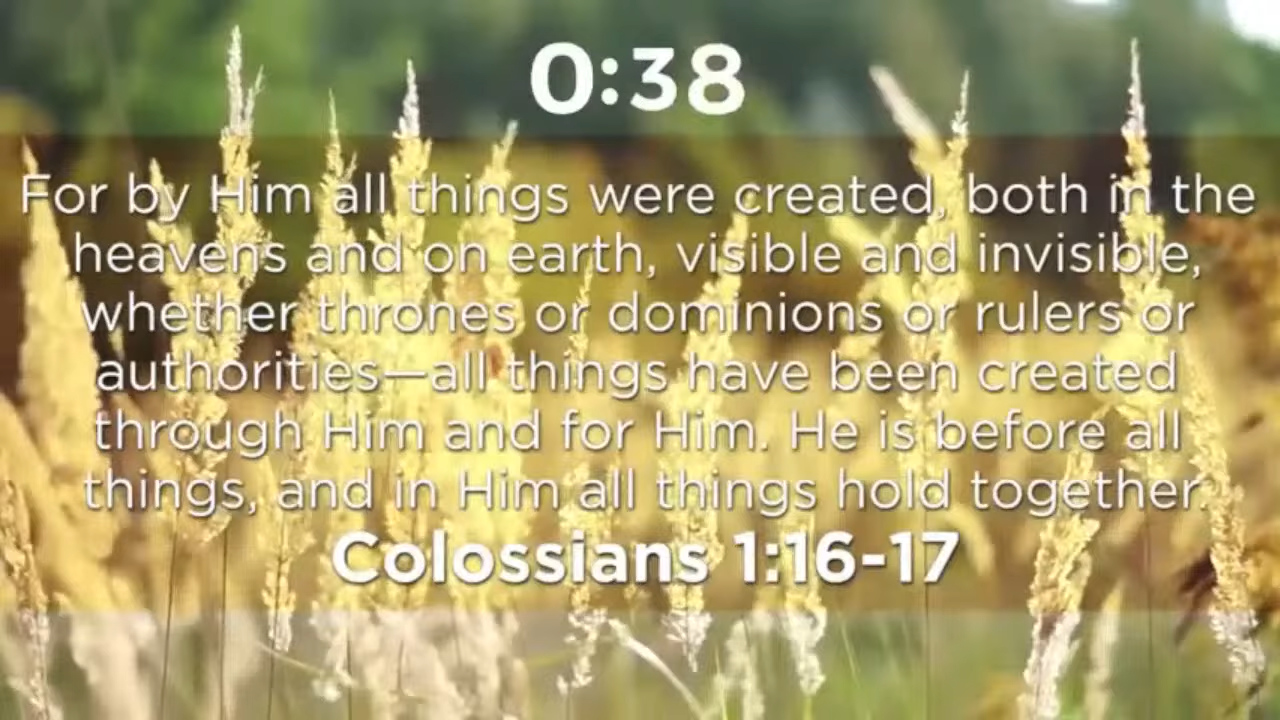 0:38
For by Him all things were created, both in the
heavens and on earth, visible and invisible,
whether thrones or dominions or rulers or
authorities—all things have been created
through Him and for Him. He is before all
things, and in Him all things hold together.
Colossians 1:16-17